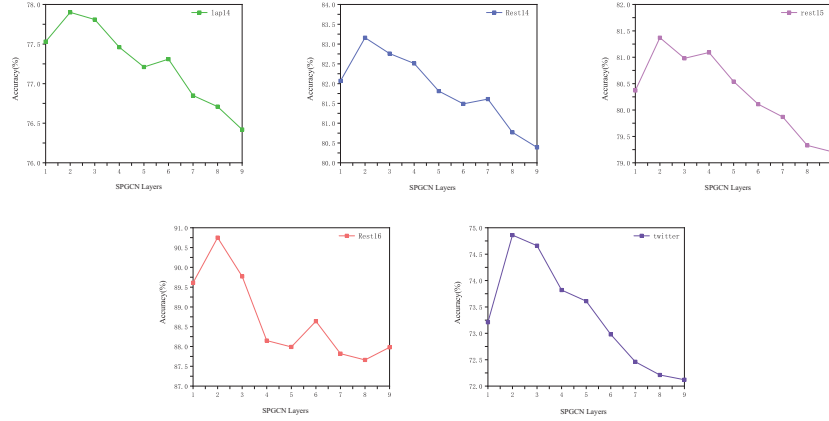 78.0
77.5
77.0
76.5
76.0
Accuracy(%)
lap14
1 2 3 4 5 6 7 8 9
SPGCN Layers
84.0
83.5
83.0
82.5
82.0
81.5
81.0
80.5
80.0
Accuracy(%)
Rest14
1 2 3 4 5 6 7 8 9
SPGCN Layers
82.0
81.5
81.0
80.5
80.0
79.5
79.0
Accuracy(%)
rest15
1 2 3 4 5 6 7 8
SPGCN Layers
91.0
90.5
90.0
89.5
89.0
88.5
88.0
87.5
87.0
Accuracy(%)
Rest16
1 2 3 4 5 6 7 8 9
SPGCN Layers
75.0
74.5
74.0
73.5
73.0
72.5
72.0
Accuracy(%)
twitter
1 2 3 4 5 6 7 8 9
SPGCN Layers